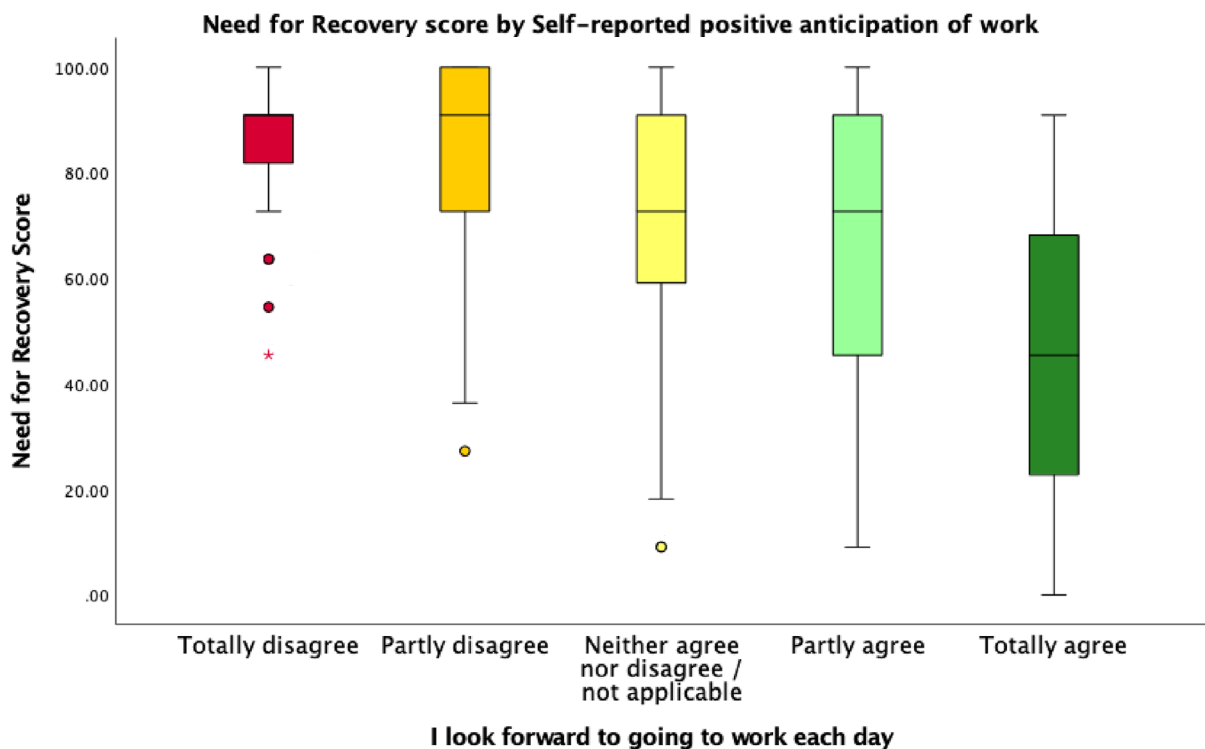 Need for Recovery score by Self-reported positive anticipation of work
Need for Recovery Score
100.00
80.00
60.00
40.00
20.00
.00
Totally disagree
Partly disagree
Neither agree
nor disagree /
not applicable
Partly agree
Totally agree
I look forward to going to work each day